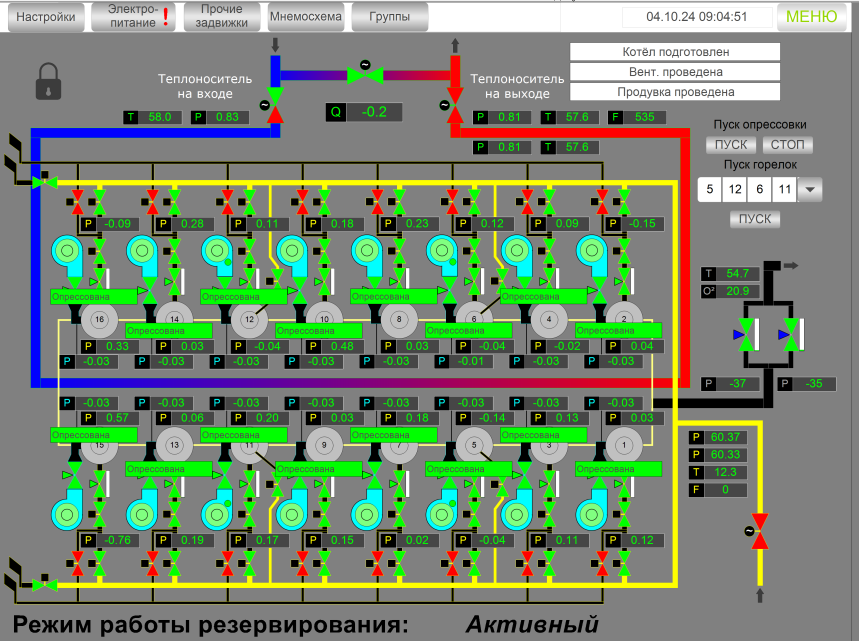 Настройки
Электро-
питание !
Прочие
задвижки
Мнемосхема
Группы
04.10.24 09:04:51
МЕНЮ
Котёл подготовлен
Вент. проведена
Продувка проведена
Теплоноситель
на входе
Теплоноситель
на выходе
T 58.0 P 0.83
Q -0.2
P 0.81 T 57.6 F 535
P 0.81 T 57.6
Пуск опрессовки
ПУСК СТОП
Пуск горелок
5 12 6 11
ПУСК
P -0.09 P 0.28 P 0.11 P 0.18 P 0.23 P 0.12 P 0.09 P -0.15
T 54.7
O² 20.9
Опрессована Опрессована Опрессована Опрессована
16 14 12 10 8 6 4 2
Опрессована Опрессована Опрессована Опрессована
P 0.33 P 0.03 P -0.04 P 0.48 P 0.03 P -0.04 P -0.02 P 0.04
P -0.03 P -0.03 P -0.03 P -0.03 P -0.03 P -0.01 P -0.03 P -0.03
P -37 P -35
P -0.03 P -0.03 P -0.03 P -0.03 P -0.03 P -0.03 P -0.03 P -0.03
P 0.57 P 0.06 P 0.20 P 0.03 P 0.18 P -0.14 P 0.13 P 0.03
Опрессована Опрессована Опрессована Опрессована
15 13 11 9 7 5 3 1
Опрессована Опрессована Опрессована Опрессована
P 60.37
P 60.33
T 12.3
F 0
P -0.76 P 0.19 P 0.17 P 0.15 P 0.02 P -0.04 P 0.11 P 0.12
Режим работы резервирования: Активный